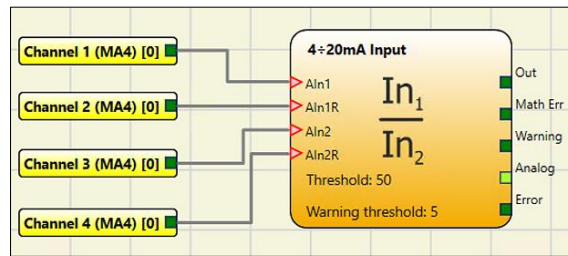 Channel 1 (MA4) [0]
Channel 2 (MA4) [0]
Channel 3 (MA4) [0]
Channel 4 (MA4) [0]
4÷20mA Input
AIn1
AIn1R
AIn2
AIn2R
In1
In2
Threshold: 50
Warning threshold: 5
Out
Math Err
Warning
Analog
Error